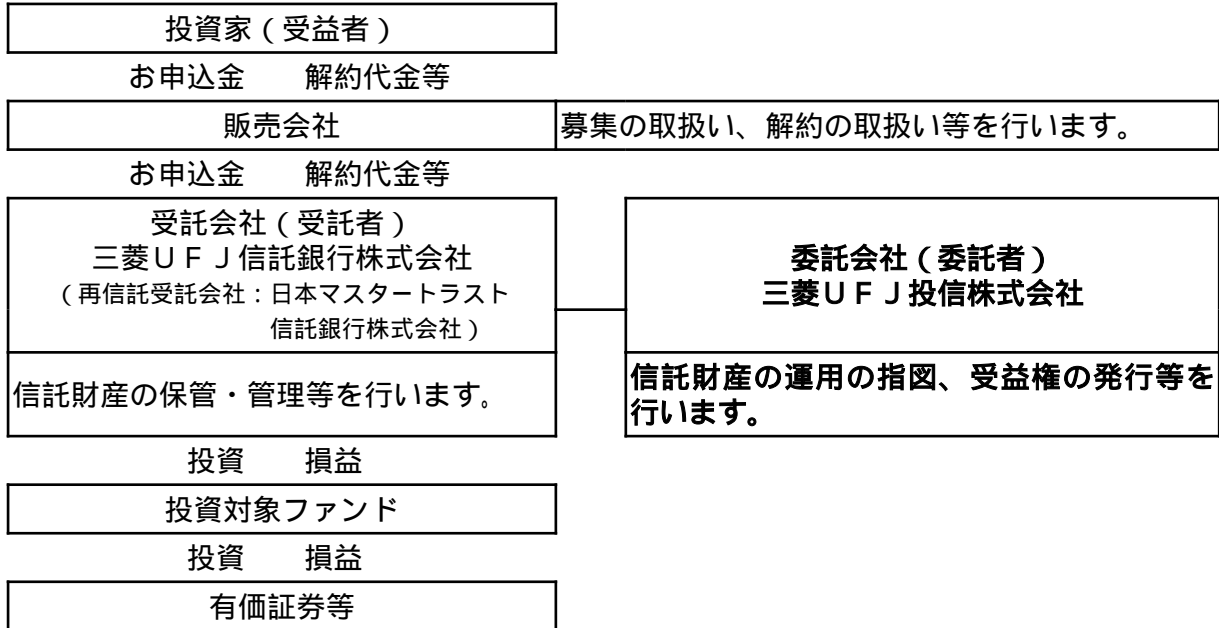 投資家（受益者）
お申込金　　解約代金等
販売会社　募集の取扱い、解約の取扱い等を行います。
お申込金　　解約代金等
受託会社（受託者）
三菱ＵＦＪ信託銀行株式会社
（再信託受託会社：日本マスタートラスト
信託銀行株式会社）
委託会社（委託者）
三菱ＵＦＪ投信株式会社
信託財産の保管・管理等を行います。
信託財産の運用の指図、受益権の発行等を
行います。
投資　　損益
投資対象ファンド
投資　　損益
有価証券等